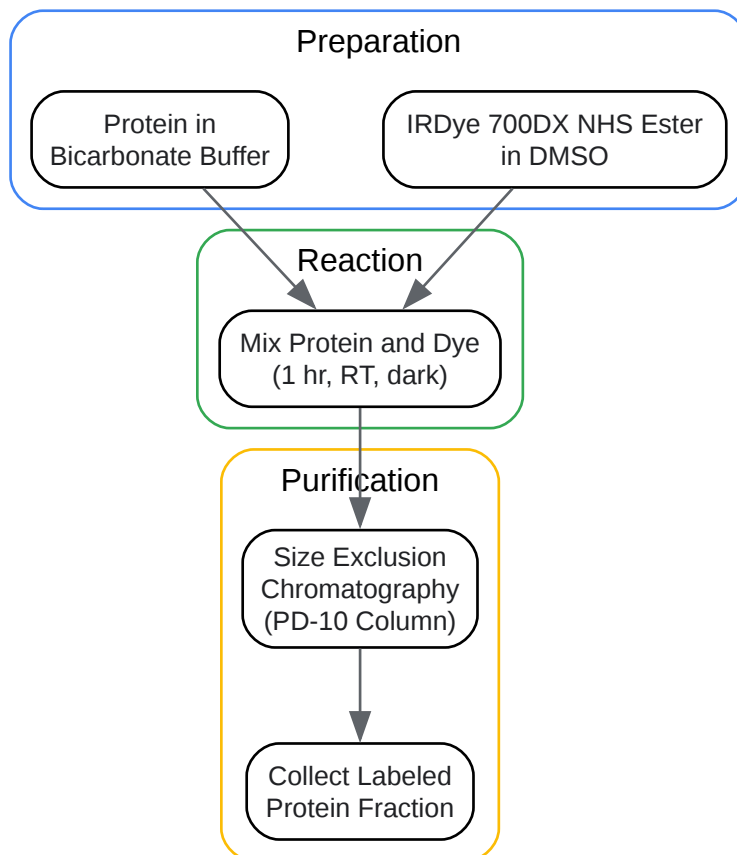 Preparation
Protein in
Bicarbonate Buffer
IRDye 700DX NHS Ester
in DMSO
Reaction
Mix Protein and Dye
(1 hr, RT, dark)
Purification
Size Exclusion
Chromatography
(PD-10 Column)
Collect Labeled
Protein Fraction